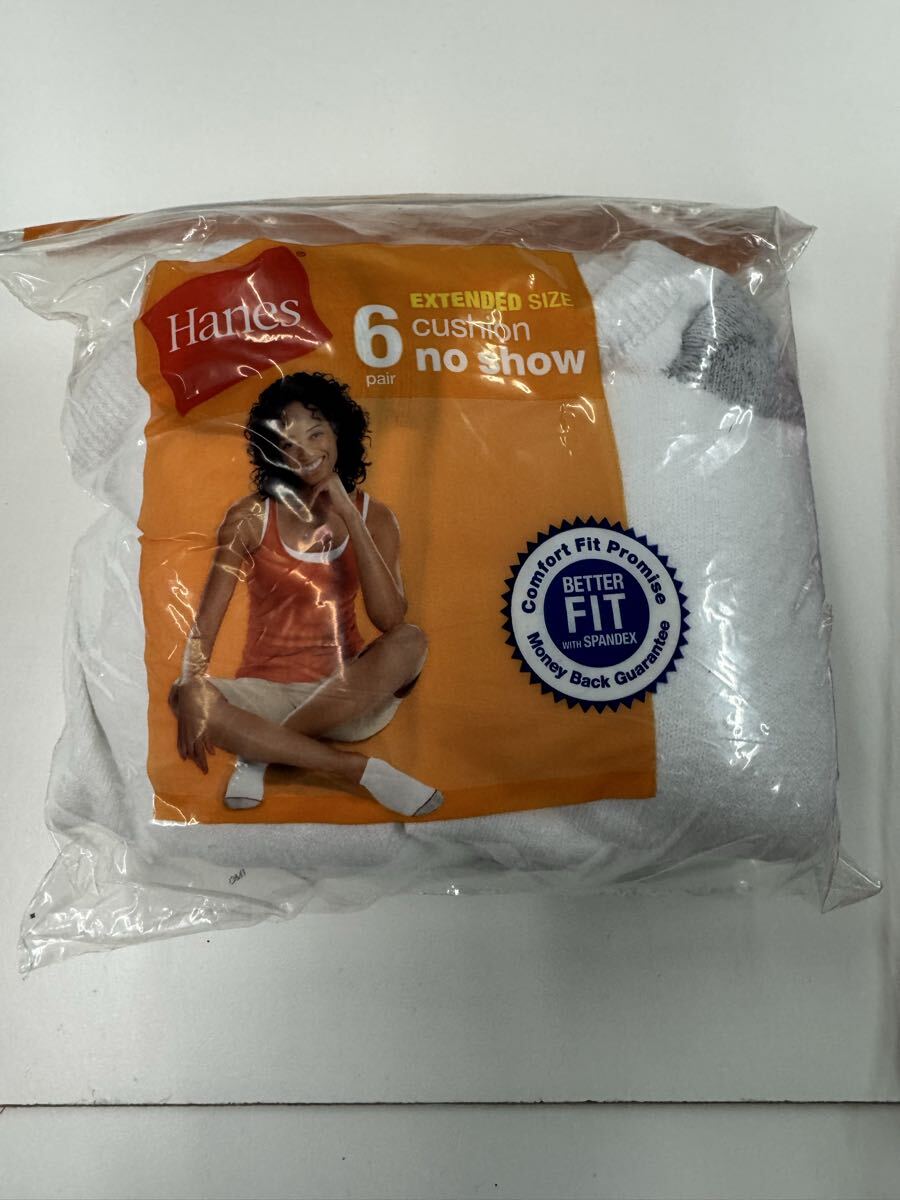 Hanes®
6
pair
EXTENDED SIZE
cushion
no show
Comfort Fit Promise
BETTER
FIT
WITH SPANDEX
Money Back Guarantee